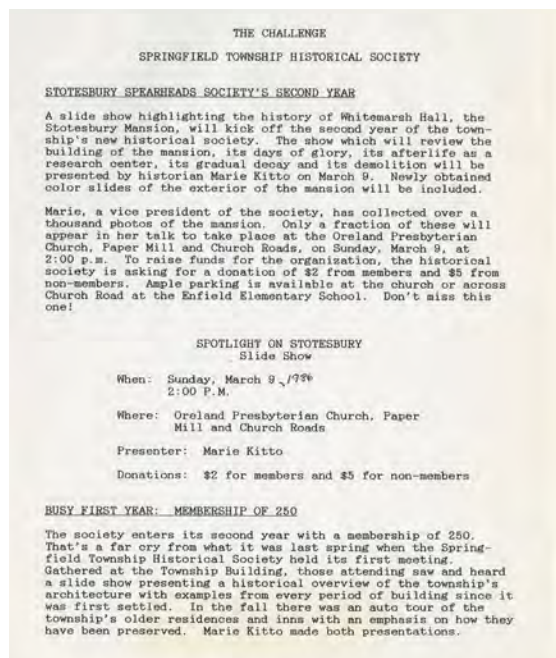 THE CHALLENGE
SPRINGFIELD TOWNSHIP HISTORICAL SOCIETY
STOTESBURY SPEARHEADS SOCIETY'S SECOND YEAR
A slide show highlighting the history of Whitemarsh Hall, the
Stotesbury Mansion, will kick off the second year of the town-
ship's new historical society. The show which will review the
building of the mansion, its days of glory, its afterlife as a
research center, its gradual decay and its demolition will be
presented by historian Marie Kitto on March 9. Newly obtained
color slides of the exterior of the mansion will be included.
Marie, a vice president of the society, has collected over a
thousand photos of the mansion. Only a fraction of these will
appear in her talk to take place at the Oreland Presbyterian
Church, Paper Mill and Church Roads, on Sunday, March 9, at
2:00 p.m. To raise funds for the organization, the historical
society is asking for a donation of $2 from members and $5 from
non-members. Ample parking is available at the church or across
Church Road at the Enfield Elementary School. Don't miss this
one!
SPOTLIGHT ON STOTESBURY
Slide Show
When: Sunday, March 9, 1986
2:00 P.M.
Where: Oreland Presbyterian Church, Paper
Mill and Church Roads
Presenter: Marie Kitto
Donations: $2 for members and $5 for non-members
BUSY FIRST YEAR: MEMBERSHIP OF 250
The society enters its second year with a membership of 250.
That's a far cry from what it was last spring when the Spring-
field Township Historical Society held its first meeting.
Gathered at the Township Building, those attending saw and heard
a slide show presenting a historical overview of the township's
architecture with examples from every period of building since it
was first settled. In the fall there was an auto tour of the
township's older residences and inns with an emphasis on how they
have been preserved. Marie Kitto made both presentations.